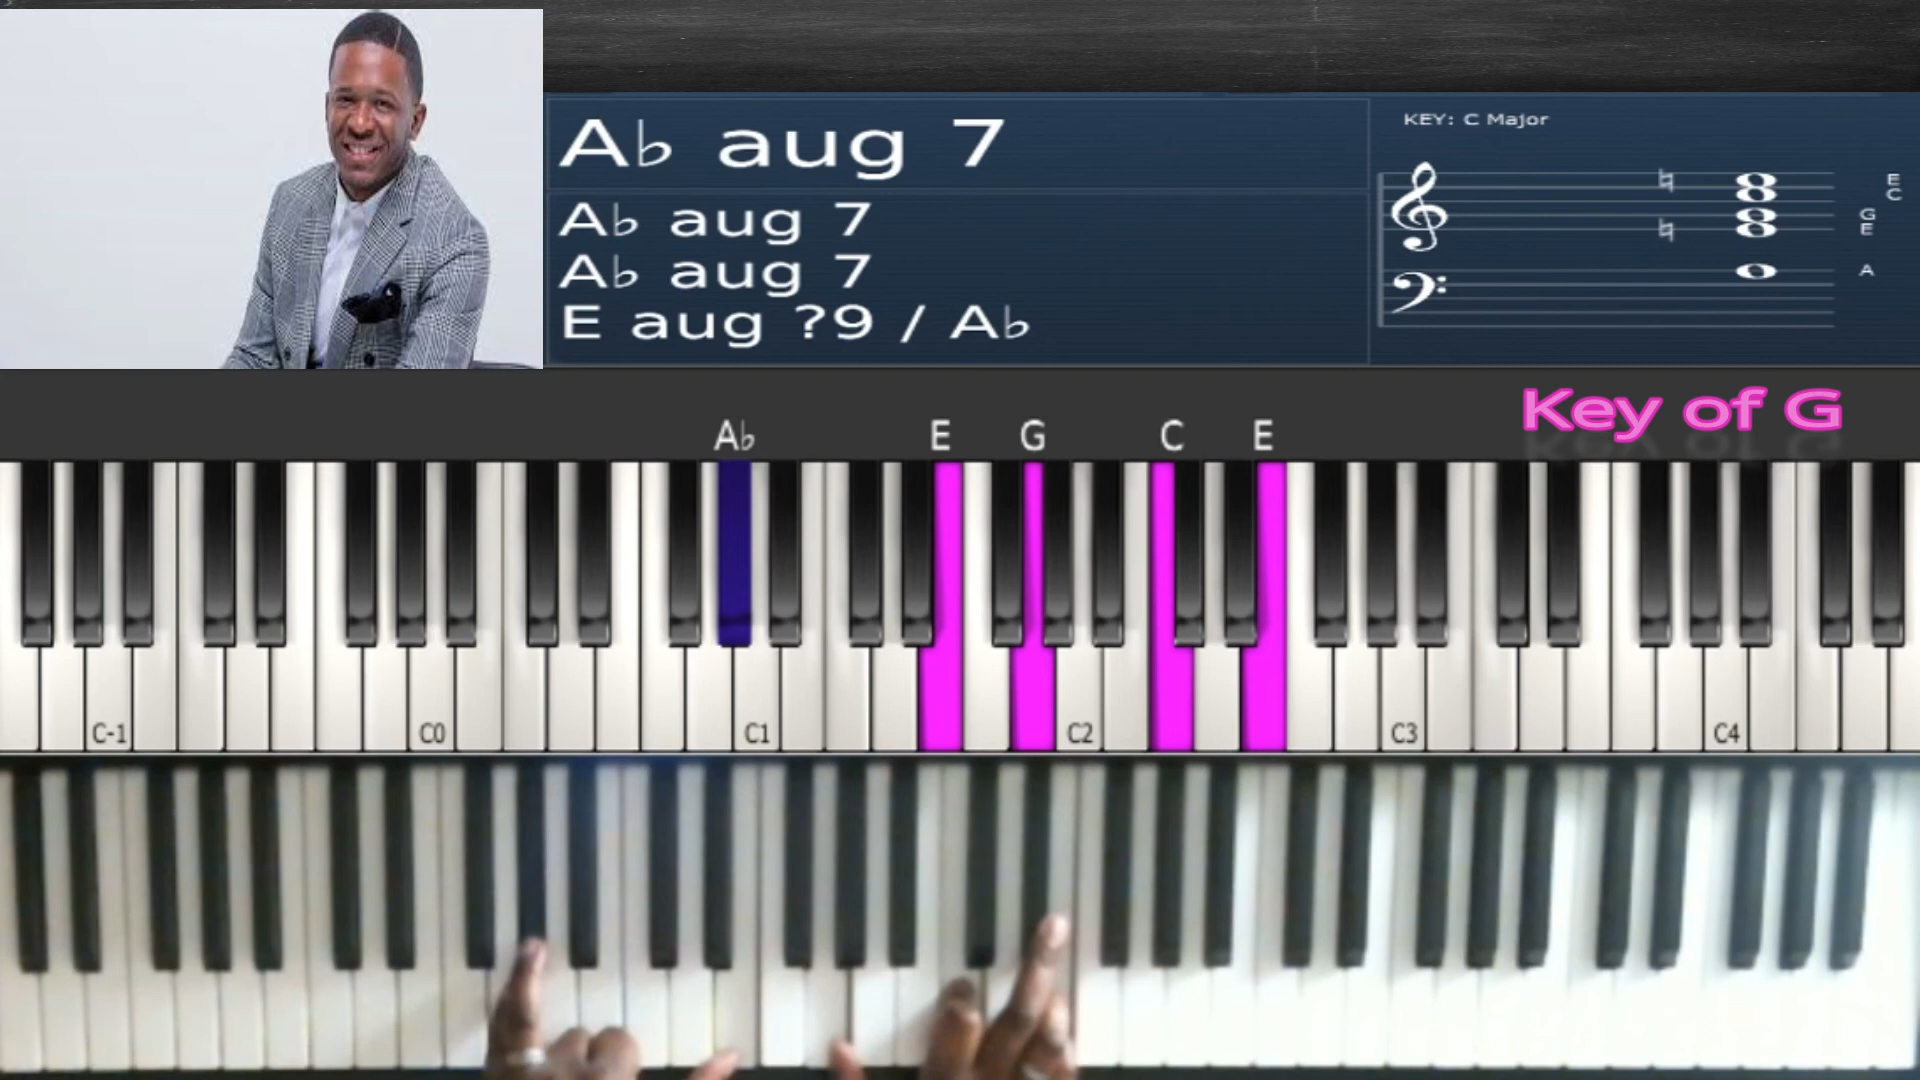 A♭ aug 7
A♭ aug 7
A♭ aug 7
E aug ?9 / A♭
KEY: C Major
E
C
G
E
A
Key of G
A♭ E G C E
C-1 C0 C1 C2 C3 C4